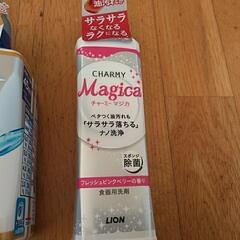 油汚れが
サラサラ
なくなる
ラクになる
CHARMY
Magica
チャーミー マジカ
ベタつく油汚れも
「サラサラ落ちる」
ナノ洗浄
スポンジ
除菌
フレッシュピンクベリーの香り
食器用洗剤
LION